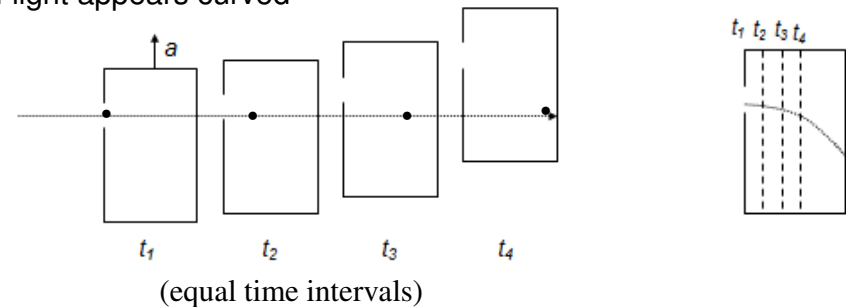 light appears curved
a
t1 t2 t3 t4
t1 t2 t3 t4
(equal time intervals)